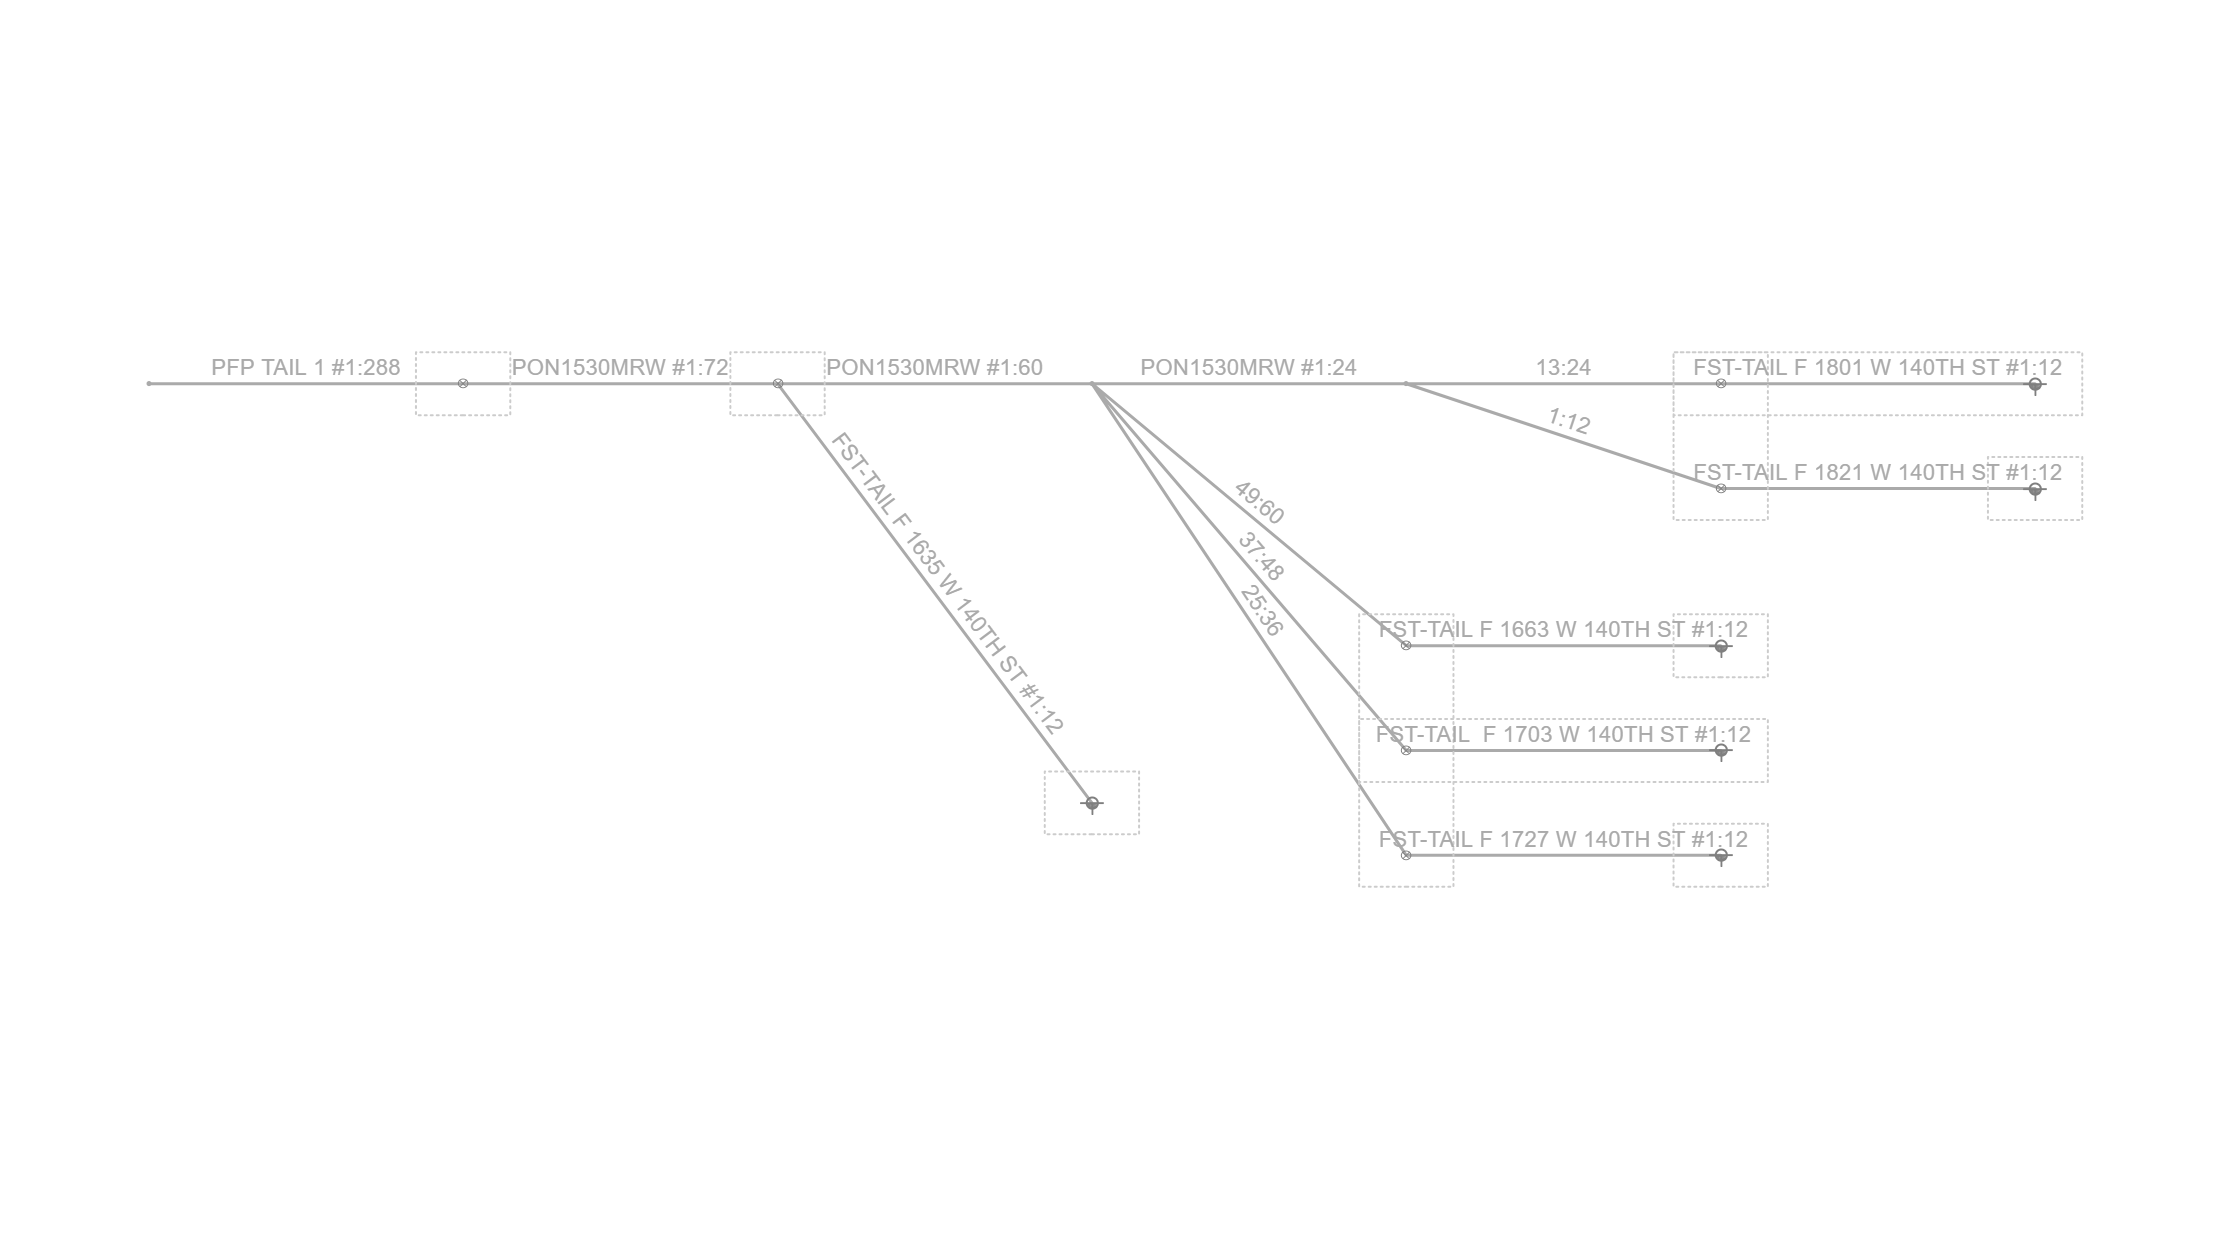 PFP TAIL 1 #1:288
PON1530MRW #1:72
PON1530MRW #1:60
PON1530MRW #1:24
13:24
FST-TAIL F 1801 W 140TH ST #1:12
1:12
FST-TAIL F 1821 W 140TH ST #1:12
FST-TAIL F 1635 W 140TH ST #1:12
49:60
37:48
25:36
FST-TAIL F 1663 W 140TH ST #1:12
FST-TAIL  F 1703 W 140TH ST #1:12
FST-TAIL F 1727 W 140TH ST #1:12